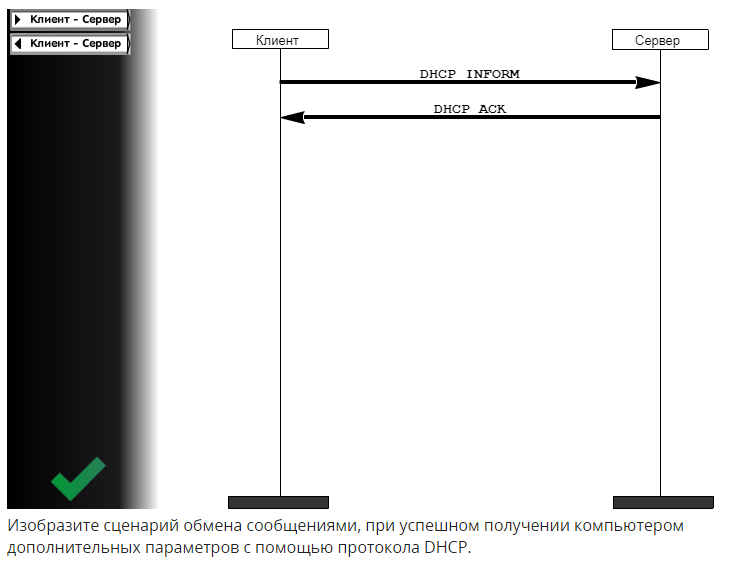 Клиент - Сервер
Клиент - Сервер
Клиент
Сервер
DHCP INFORM
DHCP ACK
Изобразите сценарий обмена сообщениями, при успешном получении компьютером
дополнительных параметров с помощью протокола DHCP.